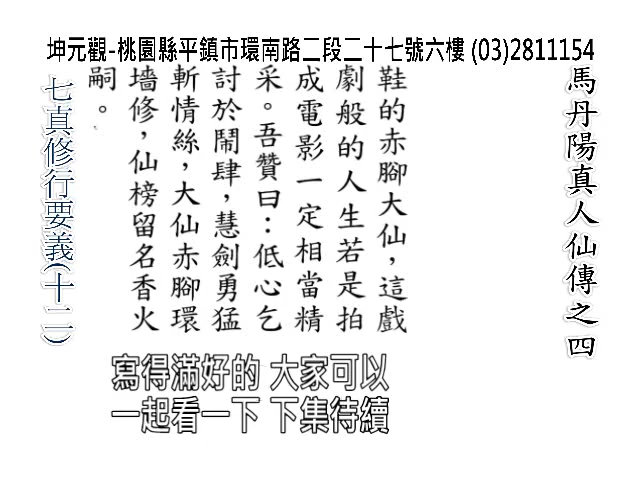 坤元觀-桃園縣平鎮市環南路二段二十七號六樓 (03)2811154
馬丹陽真人仙傳之四
鞋的赤腳大仙，這戲
劇般的人生若是拍
成電影一定相當精
采。吾贊曰：低心乞
討於鬧肆，慧劍勇猛
斬情絲，大仙赤腳環
墻修，仙榜留名香火
嗣。
七真修行要義(十二)
寫得滿好的 大家可以
一起看一下 下集待續